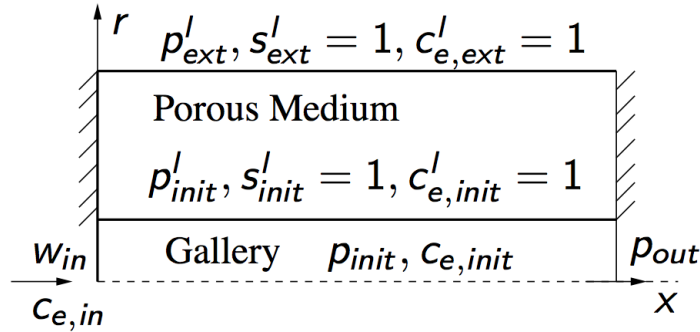 r
p^l_ext, s^l_ext = 1, c^l_e,ext = 1
Porous Medium
p^l_init, s^l_init = 1, c^l_e,init = 1
w_in Gallery p_init, c_e,init p_out
c_e,in x